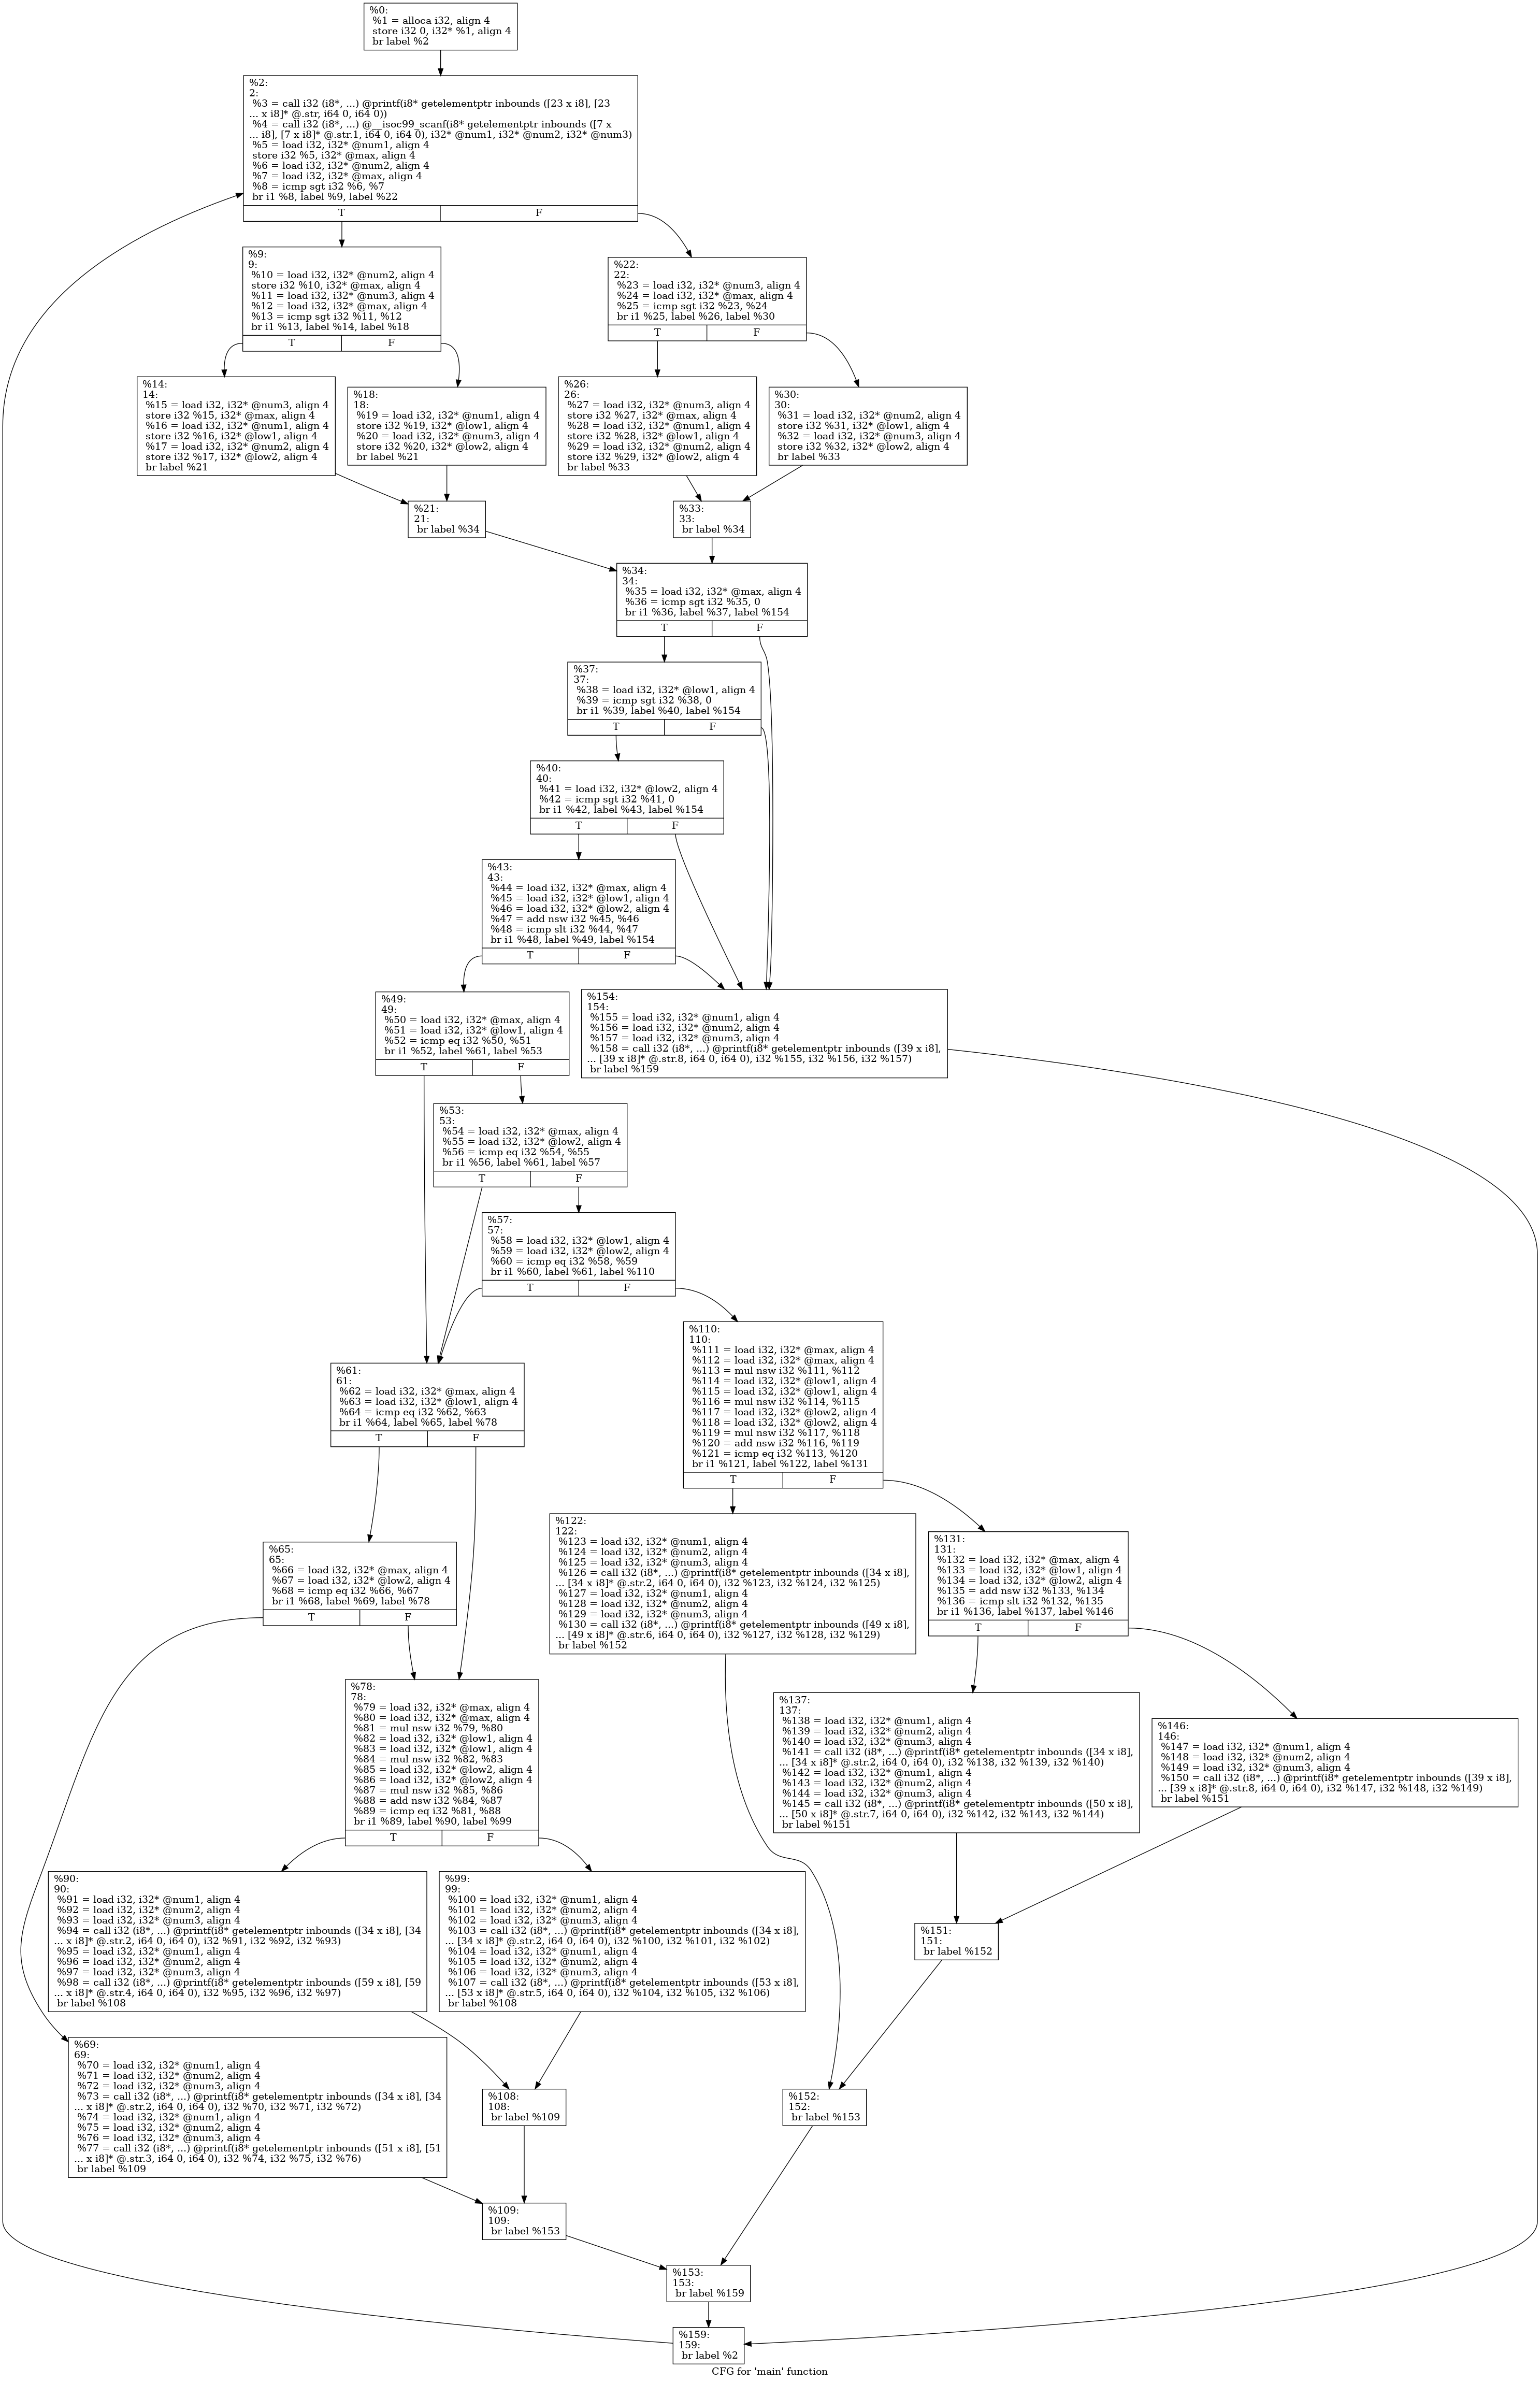 %0:
%1 = alloca i32, align 4
store i32 0, i32* %1, align 4
br label %2
%2:
2:
%3 = call i32 (i8*, ...) @printf(i8* getelementptr inbounds ([23 x i8], [23
... x i8]* @.str, i64 0, i64 0))
%4 = call i32 (i8*, ...) @__isoc99_scanf(i8* getelementptr inbounds ([7 x
... i8], [7 x i8]* @.str.1, i64 0, i64 0), i32* @num1, i32* @num2, i32* @num3)
%5 = load i32, i32* @num1, align 4
store i32 %5, i32* @max, align 4
%6 = load i32, i32* @num2, align 4
%7 = load i32, i32* @max, align 4
%8 = icmp sgt i32 %6, %7
br i1 %8, label %9, label %22
T F
%9:
9:
%10 = load i32, i32* @num2, align 4
store i32 %10, i32* @max, align 4
%11 = load i32, i32* @num3, align 4
%12 = load i32, i32* @max, align 4
%13 = icmp sgt i32 %11, %12
br i1 %13, label %14, label %18
T F
%22:
22:
%23 = load i32, i32* @num3, align 4
%24 = load i32, i32* @max, align 4
%25 = icmp sgt i32 %23, %24
br i1 %25, label %26, label %30
T F
%14:
14:
%15 = load i32, i32* @num3, align 4
store i32 %15, i32* @max, align 4
%16 = load i32, i32* @num1, align 4
store i32 %16, i32* @low1, align 4
%17 = load i32, i32* @num2, align 4
store i32 %17, i32* @low2, align 4
br label %21
%18:
18:
%19 = load i32, i32* @num1, align 4
store i32 %19, i32* @low1, align 4
%20 = load i32, i32* @num3, align 4
store i32 %20, i32* @low2, align 4
br label %21
%26:
26:
%27 = load i32, i32* @num3, align 4
store i32 %27, i32* @max, align 4
%28 = load i32, i32* @num1, align 4
store i32 %28, i32* @low1, align 4
%29 = load i32, i32* @num2, align 4
store i32 %29, i32* @low2, align 4
br label %33
%30:
30:
%31 = load i32, i32* @num2, align 4
store i32 %31, i32* @low1, align 4
%32 = load i32, i32* @num3, align 4
store i32 %32, i32* @low2, align 4
br label %33
%21:
21:
br label %34
%33:
33:
br label %34
%34:
34:
%35 = load i32, i32* @max, align 4
%36 = icmp sgt i32 %35, 0
br i1 %36, label %37, label %154
T F
%37:
37:
%38 = load i32, i32* @low1, align 4
%39 = icmp sgt i32 %38, 0
br i1 %39, label %40, label %154
T F
%40:
40:
%41 = load i32, i32* @low2, align 4
%42 = icmp sgt i32 %41, 0
br i1 %42, label %43, label %154
T F
%43:
43:
%44 = load i32, i32* @max, align 4
%45 = load i32, i32* @low1, align 4
%46 = load i32, i32* @low2, align 4
%47 = add nsw i32 %45, %46
%48 = icmp slt i32 %44, %47
br i1 %48, label %49, label %154
T F
%49:
49:
%50 = load i32, i32* @max, align 4
%51 = load i32, i32* @low1, align 4
%52 = icmp eq i32 %50, %51
br i1 %52, label %61, label %53
T F
%154:
154:
%155 = load i32, i32* @num1, align 4
%156 = load i32, i32* @num2, align 4
%157 = load i32, i32* @num3, align 4
%158 = call i32 (i8*, ...) @printf(i8* getelementptr inbounds ([39 x i8],
... [39 x i8]* @.str.8, i64 0, i64 0), i32 %155, i32 %156, i32 %157)
br label %159
%53:
53:
%54 = load i32, i32* @max, align 4
%55 = load i32, i32* @low2, align 4
%56 = icmp eq i32 %54, %55
br i1 %56, label %61, label %57
T F
%57:
57:
%58 = load i32, i32* @low1, align 4
%59 = load i32, i32* @low2, align 4
%60 = icmp eq i32 %58, %59
br i1 %60, label %61, label %110
T F
%110:
110:
%111 = load i32, i32* @max, align 4
%112 = load i32, i32* @max, align 4
%113 = mul nsw i32 %111, %112
%114 = load i32, i32* @low1, align 4
%115 = load i32, i32* @low1, align 4
%116 = mul nsw i32 %114, %115
%117 = load i32, i32* @low2, align 4
%118 = load i32, i32* @low2, align 4
%119 = mul nsw i32 %117, %118
%120 = add nsw i32 %116, %119
%121 = icmp eq i32 %113, %120
br i1 %121, label %122, label %131
T F
%61:
61:
%62 = load i32, i32* @max, align 4
%63 = load i32, i32* @low1, align 4
%64 = icmp eq i32 %62, %63
br i1 %64, label %65, label %78
T F
%122:
122:
%123 = load i32, i32* @num1, align 4
%124 = load i32, i32* @num2, align 4
%125 = load i32, i32* @num3, align 4
%126 = call i32 (i8*, ...) @printf(i8* getelementptr inbounds ([34 x i8],
... [34 x i8]* @.str.2, i64 0, i64 0), i32 %123, i32 %124, i32 %125)
%127 = load i32, i32* @num1, align 4
%128 = load i32, i32* @num2, align 4
%129 = load i32, i32* @num3, align 4
%130 = call i32 (i8*, ...) @printf(i8* getelementptr inbounds ([49 x i8],
... [49 x i8]* @.str.6, i64 0, i64 0), i32 %127, i32 %128, i32 %129)
br label %152
%131:
131:
%132 = load i32, i32* @max, align 4
%133 = load i32, i32* @low1, align 4
%134 = load i32, i32* @low2, align 4
%135 = add nsw i32 %133, %134
%136 = icmp slt i32 %132, %135
br i1 %136, label %137, label %146
T F
%65:
65:
%66 = load i32, i32* @max, align 4
%67 = load i32, i32* @low2, align 4
%68 = icmp eq i32 %66, %67
br i1 %68, label %69, label %78
T F
%78:
78:
%79 = load i32, i32* @max, align 4
%80 = load i32, i32* @max, align 4
%81 = mul nsw i32 %79, %80
%82 = load i32, i32* @low1, align 4
%83 = load i32, i32* @low1, align 4
%84 = mul nsw i32 %82, %83
%85 = load i32, i32* @low2, align 4
%86 = load i32, i32* @low2, align 4
%87 = mul nsw i32 %85, %86
%88 = add nsw i32 %84, %87
%89 = icmp eq i32 %81, %88
br i1 %89, label %90, label %99
T F
%137:
137:
%138 = load i32, i32* @num1, align 4
%139 = load i32, i32* @num2, align 4
%140 = load i32, i32* @num3, align 4
%141 = call i32 (i8*, ...) @printf(i8* getelementptr inbounds ([34 x i8],
... [34 x i8]* @.str.2, i64 0, i64 0), i32 %138, i32 %139, i32 %140)
%142 = load i32, i32* @num1, align 4
%143 = load i32, i32* @num2, align 4
%144 = load i32, i32* @num3, align 4
%145 = call i32 (i8*, ...) @printf(i8* getelementptr inbounds ([50 x i8],
... [50 x i8]* @.str.7, i64 0, i64 0), i32 %142, i32 %143, i32 %144)
br label %151
%146:
146:
%147 = load i32, i32* @num1, align 4
%148 = load i32, i32* @num2, align 4
%149 = load i32, i32* @num3, align 4
%150 = call i32 (i8*, ...) @printf(i8* getelementptr inbounds ([39 x i8],
... [39 x i8]* @.str.8, i64 0, i64 0), i32 %147, i32 %148, i32 %149)
br label %151
%90:
90:
%91 = load i32, i32* @num1, align 4
%92 = load i32, i32* @num2, align 4
%93 = load i32, i32* @num3, align 4
%94 = call i32 (i8*, ...) @printf(i8* getelementptr inbounds ([34 x i8], [34
... x i8]* @.str.2, i64 0, i64 0), i32 %91, i32 %92, i32 %93)
%95 = load i32, i32* @num1, align 4
%96 = load i32, i32* @num2, align 4
%97 = load i32, i32* @num3, align 4
%98 = call i32 (i8*, ...) @printf(i8* getelementptr inbounds ([59 x i8], [59
... x i8]* @.str.4, i64 0, i64 0), i32 %95, i32 %96, i32 %97)
br label %108
%99:
99:
%100 = load i32, i32* @num1, align 4
%101 = load i32, i32* @num2, align 4
%102 = load i32, i32* @num3, align 4
%103 = call i32 (i8*, ...) @printf(i8* getelementptr inbounds ([34 x i8],
... [34 x i8]* @.str.2, i64 0, i64 0), i32 %100, i32 %101, i32 %102)
%104 = load i32, i32* @num1, align 4
%105 = load i32, i32* @num2, align 4
%106 = load i32, i32* @num3, align 4
%107 = call i32 (i8*, ...) @printf(i8* getelementptr inbounds ([53 x i8],
... [53 x i8]* @.str.5, i64 0, i64 0), i32 %104, i32 %105, i32 %106)
br label %108
%151:
151:
br label %152
%69:
69:
%70 = load i32, i32* @num1, align 4
%71 = load i32, i32* @num2, align 4
%72 = load i32, i32* @num3, align 4
%73 = call i32 (i8*, ...) @printf(i8* getelementptr inbounds ([34 x i8], [34
... x i8]* @.str.2, i64 0, i64 0), i32 %70, i32 %71, i32 %72)
%74 = load i32, i32* @num1, align 4
%75 = load i32, i32* @num2, align 4
%76 = load i32, i32* @num3, align 4
%77 = call i32 (i8*, ...) @printf(i8* getelementptr inbounds ([51 x i8], [51
... x i8]* @.str.3, i64 0, i64 0), i32 %74, i32 %75, i32 %76)
br label %109
%108:
108:
br label %109
%152:
152:
br label %153
%109:
109:
br label %153
%153:
153:
br label %159
%159:
159:
br label %2
CFG for 'main' function